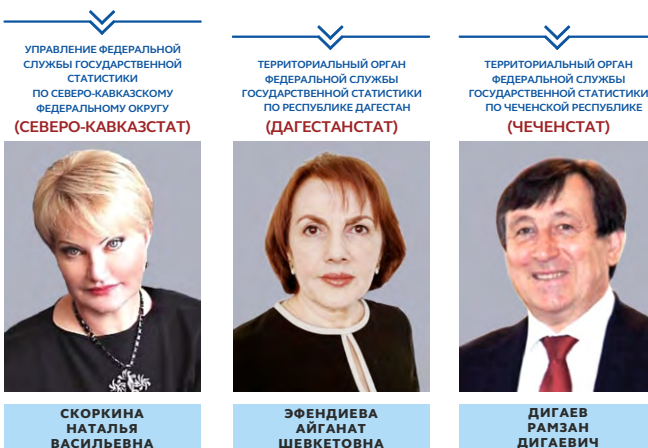 УПРАВЛЕНИЕ ФЕДЕРАЛЬНОЙ
СЛУЖБЫ ГОСУДАРСТВЕННОЙ
СТАТИСТИКИ
ПО СЕВЕРО-КАВКАЗСКОМУ
ФЕДЕРАЛЬНОМУ ОКРУГУ
(СЕВЕРО-КАВКАЗСТАТ)
СКОРКИНА
НАТАЛЬЯ
ВАСИЛЬЕВНА
ТЕРРИТОРИАЛЬНЫЙ ОРГАН
ФЕДЕРАЛЬНОЙ СЛУЖБЫ
ГОСУДАРСТВЕННОЙ СТАТИСТИКИ
ПО РЕСПУБЛИКЕ ДАГЕСТАН
(ДАГЕСТАНСТАТ)
ЭФЕНДИЕВА
АЙГАНАТ
ШЕВКЕТОВНА
ТЕРРИТОРИАЛЬНЫЙ ОРГАН
ФЕДЕРАЛЬНОЙ СЛУЖБЫ
ГОСУДАРСТВЕННОЙ СТАТИСТИКИ
ПО ЧЕЧЕНСКОЙ РЕСПУБЛИКЕ
(ЧЕЧЕНСТАТ)
ДИГАЕВ
РАМЗАН
ДИГАЕВИЧ